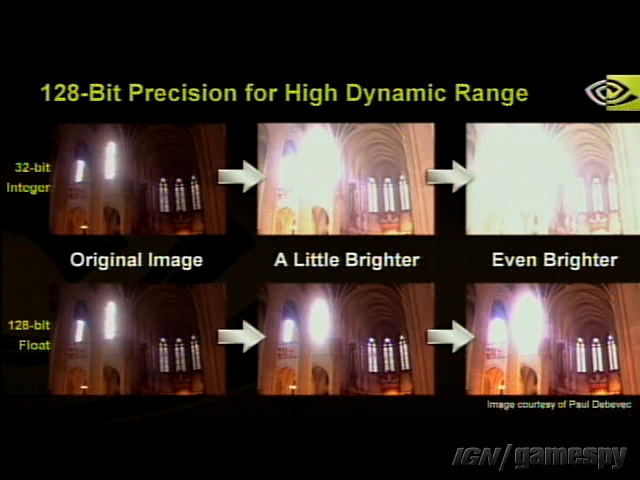 128-Bit Precision for High Dynamic Range
32-bit
Integer
Original Image
A Little Brighter
Even Brighter
128-bit
Float
Image courtesy of Paul Debevec
IGN/gamespy